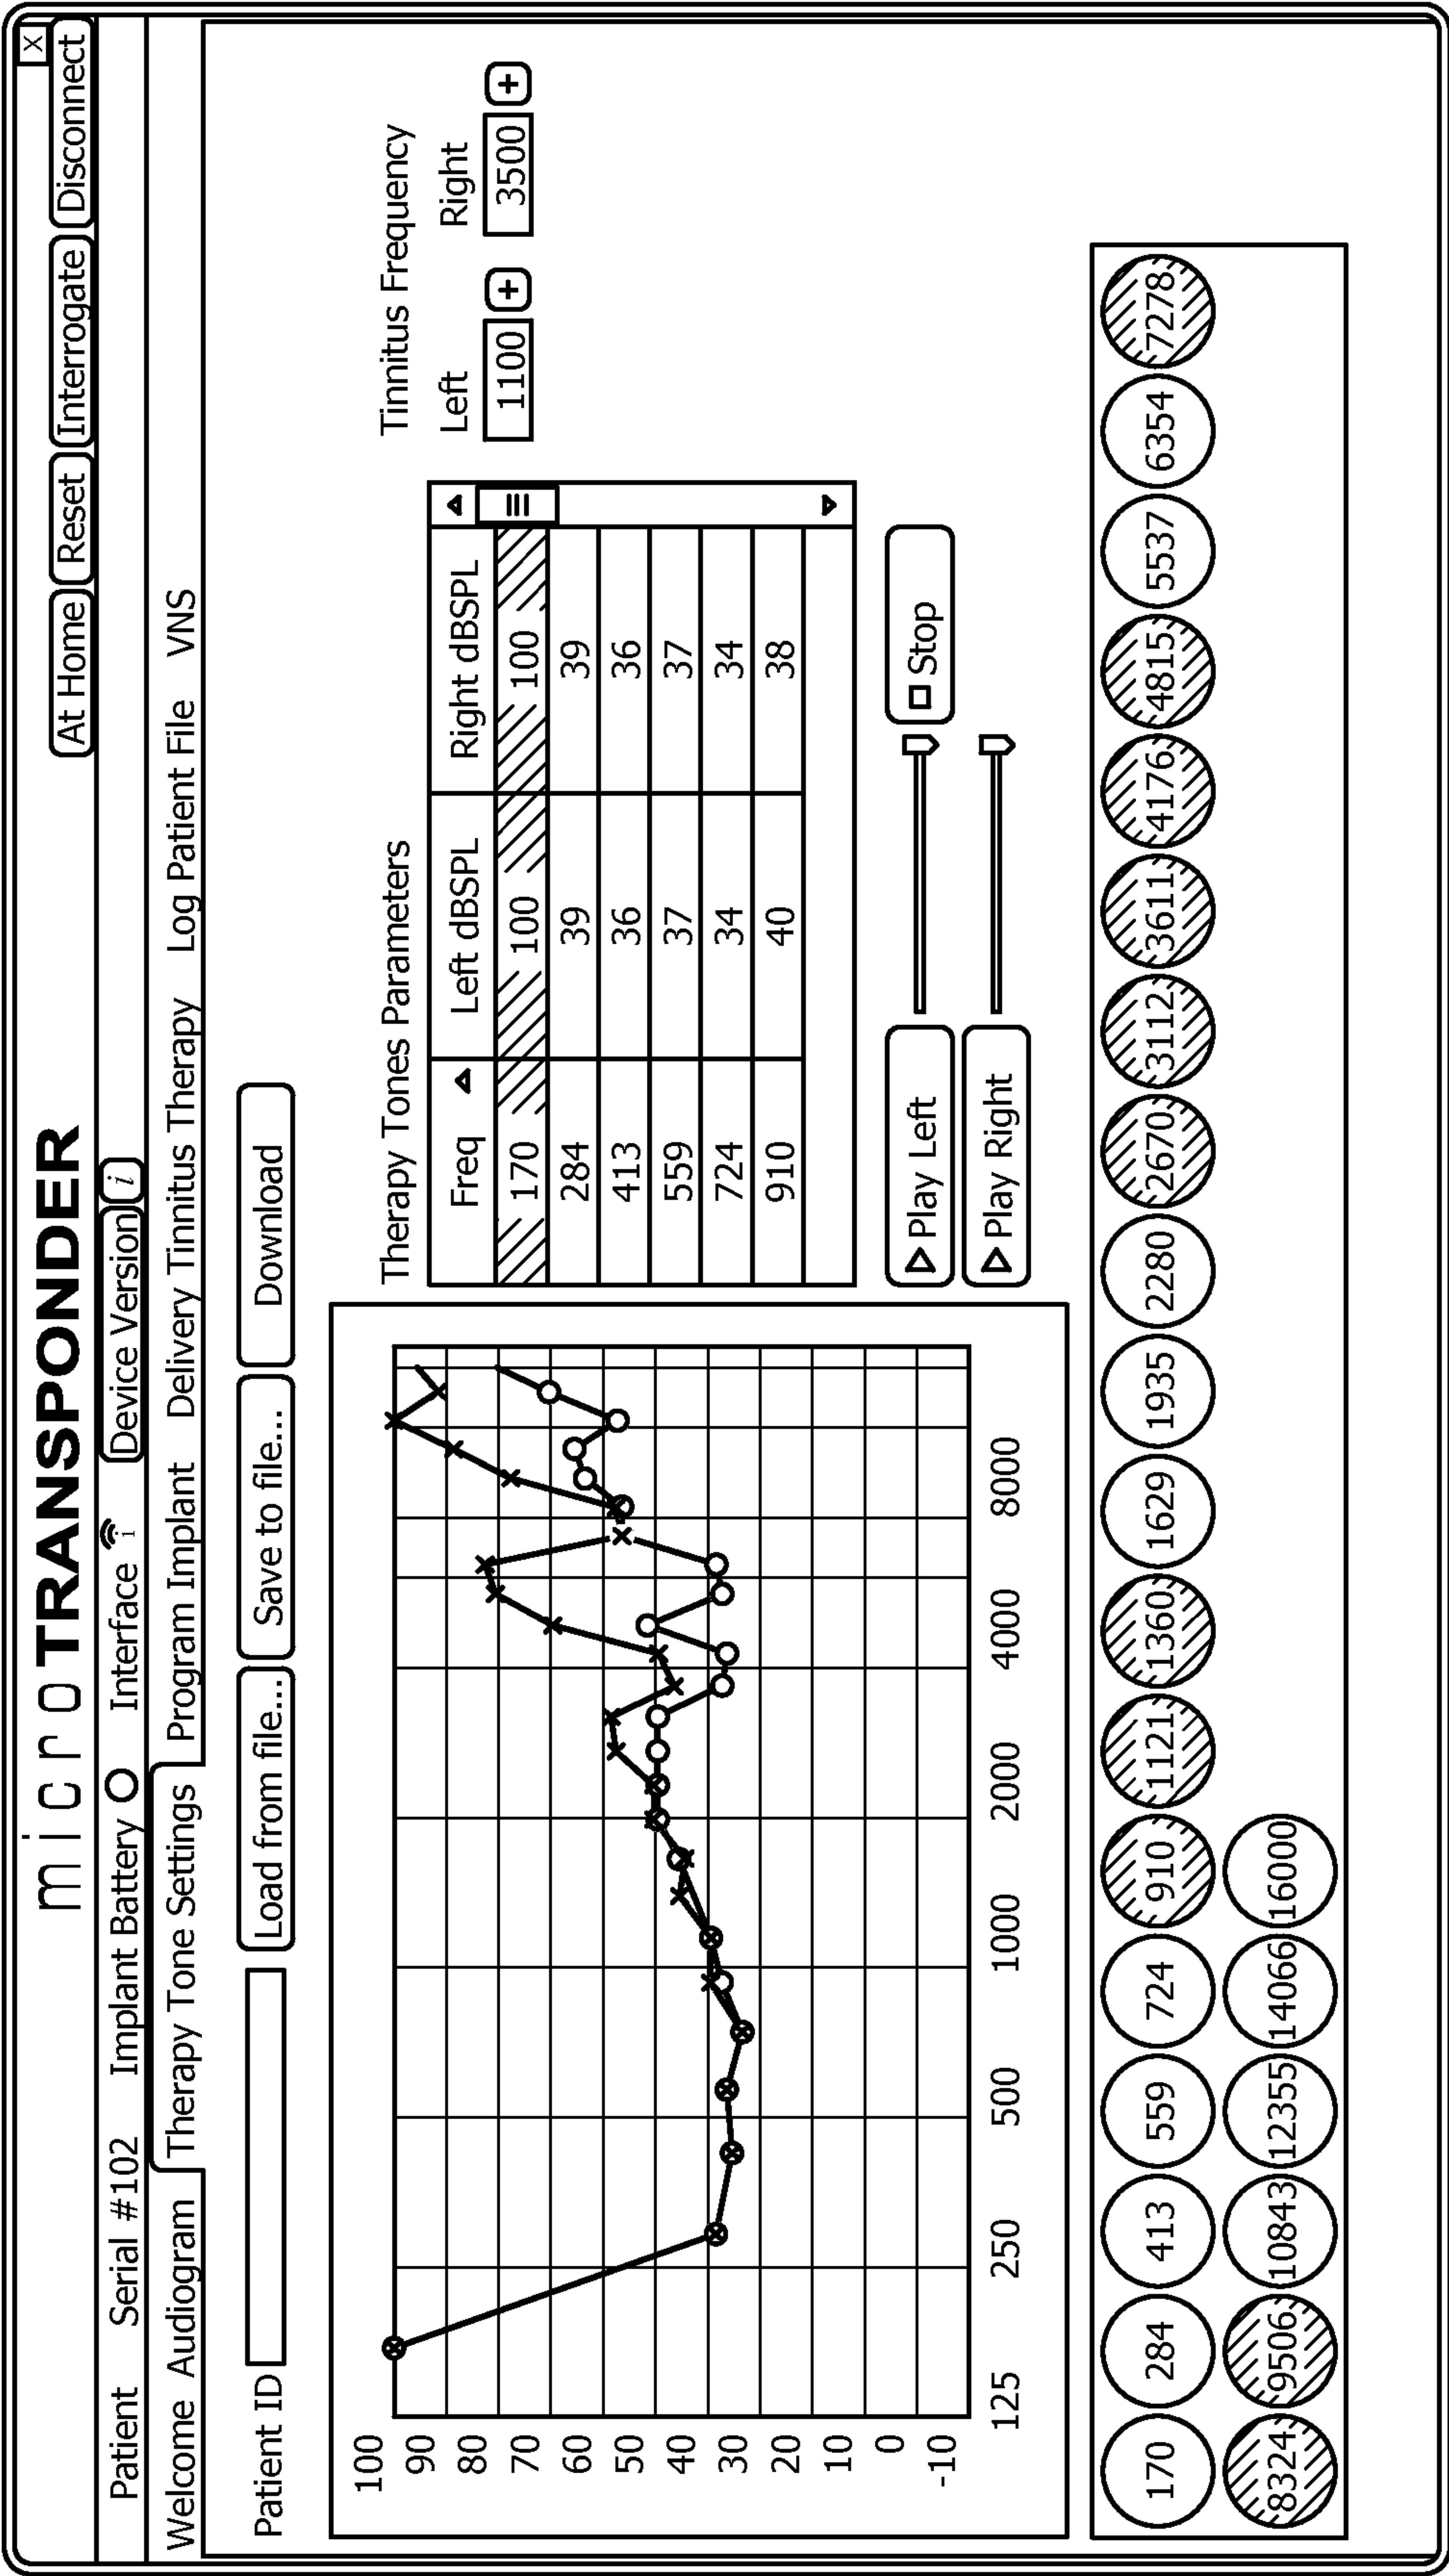 X
microTRANSPONDER
At Home Reset Interrogate Disconnect
Patient Serial #102 Implant Battery Interface i Device Version i
Welcome Audiogram Therapy Tone Settings Program Implant Delivery Tinnitus Therapy Log Patient File VNS
Patient ID Load from file... Save to file... Download
Therapy Tones Parameters
Freq Left dBSPL Right dBSPL
170 100 100
284 39 39
413 36 36
559 37 37
724 34 34
910 40 38
Tinnitus Frequency
Left Right
1100 + 3500 +
Play Left Stop
Play Right
100
90
80
70
60
50
40
30
20
10
0
-10
125 250 500 1000 2000 4000 8000
170 284 413 559 724 910 1121 1360 1629 1935 2280 2670 3112 3611 4176 4815 5537 6354 7278
8324 9506 10843 12355 14066 16000